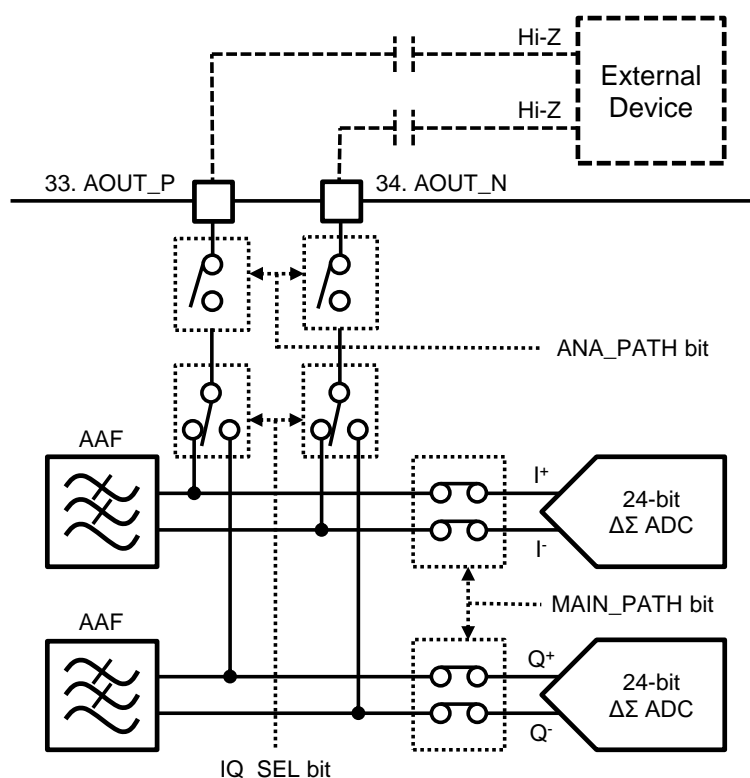 Hi-Z
External
Device
Hi-Z
33. AOUT_P
34. AOUT_N
ANA_PATH bit
AAF
I+
24-bit
ΔΣ ADC
I-
MAIN_PATH bit
AAF
Q+
24-bit
ΔΣ ADC
Q-
IQ_SEL bit